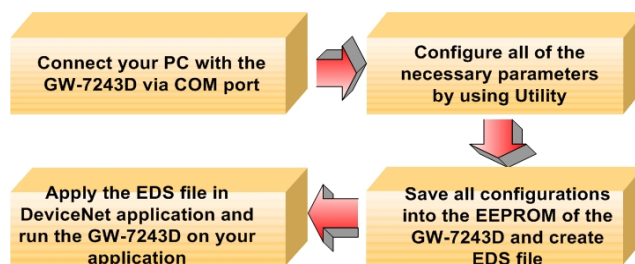 Connect your PC with the
GW-7243D via COM port
Configure all of the
necessary parameters
by using Utility
Save all configurations
into the EEPROM of the
GW-7243D and create
EDS file
Apply the EDS file in
DeviceNet application and
run the GW-7243D on your
application